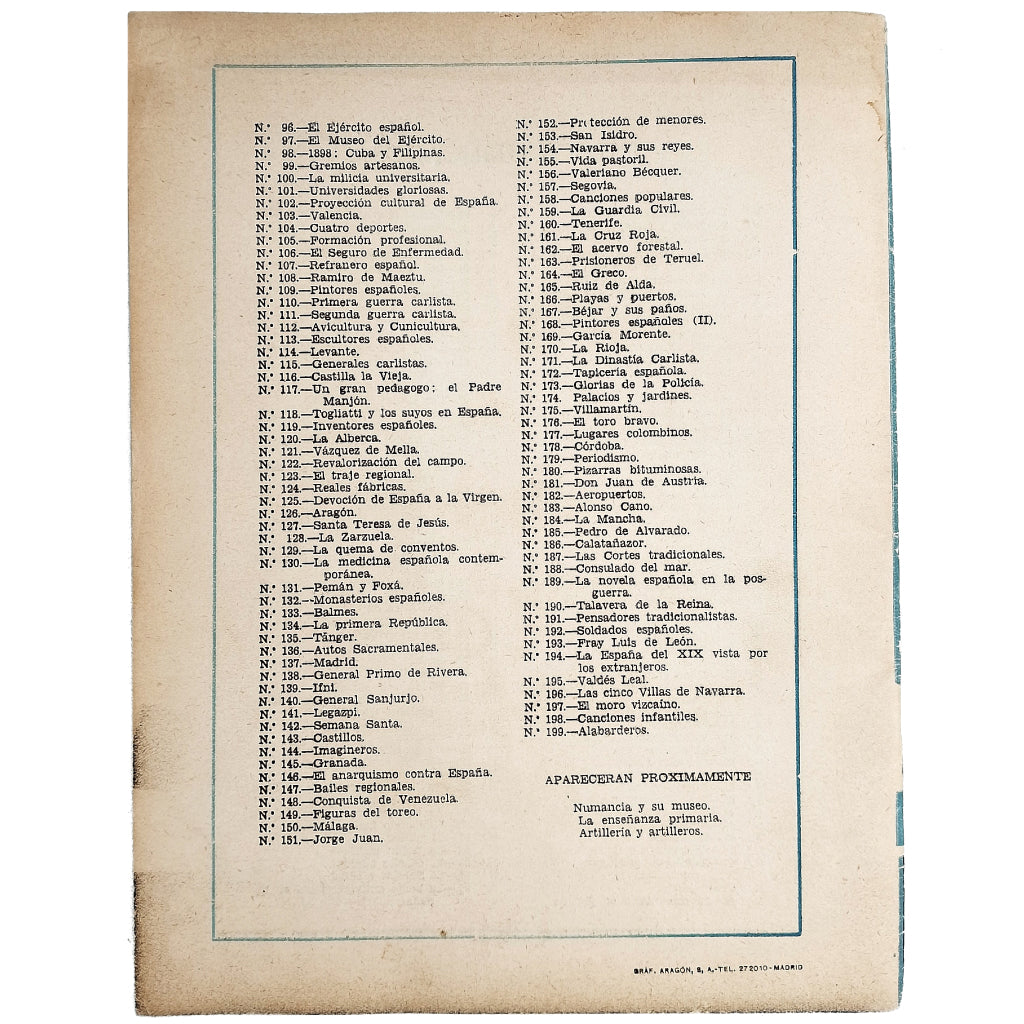 N.º 96.—El Ejército español.
N.º 97.—El Museo del Ejército.
N.º 98.—1898: Cuba y Filipinas.
N.º 99.—Gremios artesanos.
N.º 100.—La milicia universitaria.
N.º 101.—Universidades gloriosas.
N.º 102.—Proyección cultural de España.
N.º 103.—Valencia.
N.º 104.—Cuatro deportes.
N.º 105.—Formación profesional.
N.º 106.—El Seguro de Enfermedad.
N.º 107.—Refranero español.
N.º 108.—Ramiro de Maeztu.
N.º 109.—Pintores españoles.
N.º 110.—Primera guerra carlista.
N.º 111.—Segunda guerra carlista.
N.º 112.—Avicultura y Cunicultura.
N.º 113.—Escultores españoles.
N.º 114.—Levante.
N.º 115.—Generales carlistas.
N.º 116.—Castilla la Vieja.
N.º 117.—Un gran pedagogo: el Padre
Manjón.
N.º 118.—Togliatti y los suyos en España.
N.º 119.—Inventores españoles.
N.º 120.—La Alberca.
N.º 121.—Vázquez de Mella.
N.º 122.—Revalorización del campo.
N.º 123.—El traje regional.
N.º 124.—Reales fábricas.
N.º 125.—Devoción de España a la Virgen.
N.º 126.—Aragón.
N.º 127.—Santa Teresa de Jesús.
N.º 128.—La Zarzuela.
N.º 129.—La quema de conventos.
N.º 130.—La medicina española contem-
poránea.
N.º 131.—Pemán y Foxá.
N.º 132.—Monasterios españoles.
N.º 133.—Balmes.
N.º 134.—La primera República.
N.º 135.—Tánger.
N.º 136.—Autos Sacramentales.
N.º 137.—Madrid.
N.º 138.—General Primo de Rivera.
N.º 139.—Ifni.
N.º 140.—General Sanjurjo.
N.º 141.—Legazpi.
N.º 142.—Semana Santa.
N.º 143.—Castillos.
N.º 144.—Imagineros.
N.º 145.—Granada.
N.º 146.—El anarquismo contra España.
N.º 147.—Bailes regionales.
N.º 148.—Conquista de Venezuela.
N.º 149.—Figuras del toreo.
N.º 150.—Málaga.
N.º 151.—Jorge Juan.
N.º 152.—Protección de menores.
N.º 153.—San Isidro.
N.º 154.—Navarra y sus reyes.
N.º 155.—Vida pastoril.
N.º 156.—Valeriano Bécquer.
N.º 157.—Segovia.
N.º 158.—Canciones populares.
N.º 159.—La Guardia Civil.
N.º 160.—Tenerife.
N.º 161.—La Cruz Roja.
N.º 162.—El acervo forestal.
N.º 163.—Prisioneros de Teruel.
N.º 164.—El Greco.
N.º 165.—Ruiz de Alda.
N.º 166.—Playas y puertos.
N.º 167.—Béjar y sus paños.
N.º 168.—Pintores españoles (II).
N.º 169.—García Morente.
N.º 170.—La Rioja.
N.º 171.—La Dinastía Carlista.
N.º 172.—Tapicería española.
N.º 173.—Glorias de la Policía.
N.º 174. Palacios y jardines.
N.º 175.—Villamartín.
N.º 176.—El toro bravo.
N.º 177.—Lugares colombinos.
N.º 178.—Córdoba.
N.º 179.—Periodismo.
N.º 180.—Pizarras bituminosas.
N.º 181.—Don Juan de Austria.
N.º 182.—Aeropuertos.
N.º 183.—Alonso Cano.
N.º 184.—La Mancha.
N.º 185.—Pedro de Alvarado.
N.º 186.—Calatañazor.
N.º 187.—Las Cortes tradicionales.
N.º 188.—Consulado del mar.
N.º 189.—La novela española en la pos-
guerra.
N.º 190.—Talavera de la Reina.
N.º 191.—Pensadores tradicionalistas.
N.º 192.—Soldados españoles.
N.º 193.—Fray Luis de León.
N.º 194.—La España del XIX vista por
los extranjeros.
N.º 195.—Valdés Leal.
N.º 196.—Las cinco Villas de Navarra.
N.º 197.—El moro vizcaíno.
N.º 198.—Canciones infantiles.
N.º 199.—Alabarderos.
APARECERAN PROXIMAMENTE
Numancia y su museo.
La enseñanza primaria.
Artillería y artilleros.
GRÁF. ARAGÓN, S. A.-TEL. 272010-MADRID